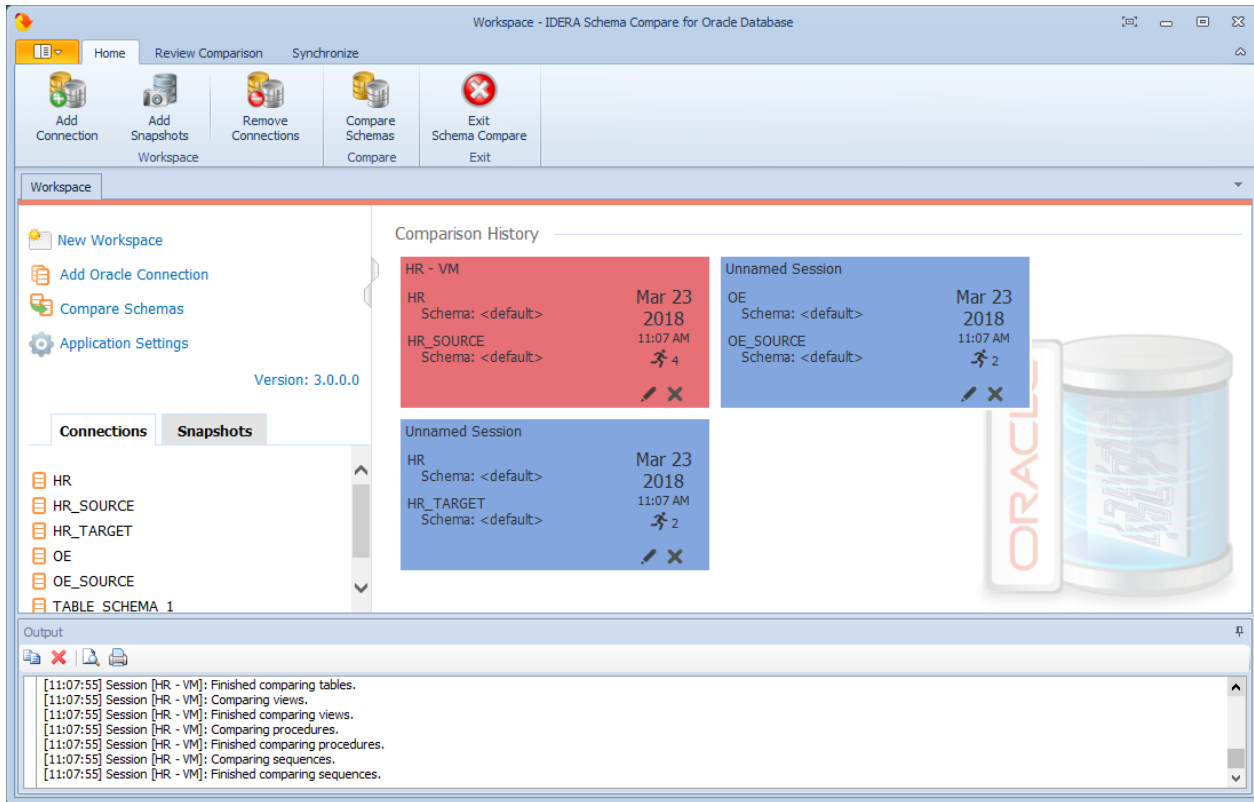 Workspace - IDERA Schema Compare for Oracle Database
Home Review Comparison Synchronize
Add Connection
Add Snapshots
Remove Connections
Workspace
Compare Schemas
Compare
Exit Schema Compare
Exit
Workspace
New Workspace
Add Oracle Connection
Compare Schemas
Application Settings
Version: 3.0.0.0
Connections Snapshots
HR
HR_SOURCE
HR_TARGET
OE
OE_SOURCE
TABLE_SCHEMA_1
Comparison History
HR - VM
HR
Schema: <default>
HR_SOURCE
Schema: <default>
Mar 23
2018
11:07 AM
4
Unnamed Session
OE
Schema: <default>
OE_SOURCE
Schema: <default>
Mar 23
2018
11:07 AM
2
Unnamed Session
HR
Schema: <default>
HR_TARGET
Schema: <default>
Mar 23
2018
11:07 AM
2
Output
[11:07:55] Session [HR - VM]: Finished comparing tables.
[11:07:55] Session [HR - VM]: Comparing views.
[11:07:55] Session [HR - VM]: Finished comparing views.
[11:07:55] Session [HR - VM]: Comparing procedures.
[11:07:55] Session [HR - VM]: Finished comparing procedures.
[11:07:55] Session [HR - VM]: Comparing sequences.
[11:07:55] Session [HR - VM]: Finished comparing sequences.